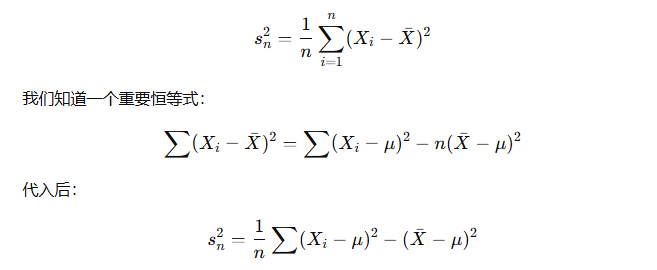 $$s_n^2 = \frac{1}{n} \sum_{i=1}^{n} (X_i - \bar{X})^2$$
我们知道一个重要恒等式：
$$\sum (X_i - \bar{X})^2 = \sum (X_i - \mu)^2 - n(\bar{X} - \mu)^2$$
代入后：
$$s_n^2 = \frac{1}{n} \sum (X_i - \mu)^2 - (\bar{X} - \mu)^2$$